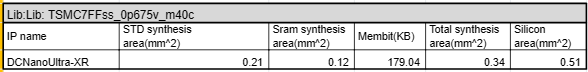 Lib:Lib: TSMC7FFss_0p675v_m40c
IP name STD synthesis area(mm^2) Sram synthesis area(mm^2) Membit(KB) Total synthesis area(mm^2) Silicon area(mm^2)
DCNanoUltra-XR 0.21 0.12 179.04 0.34 0.51